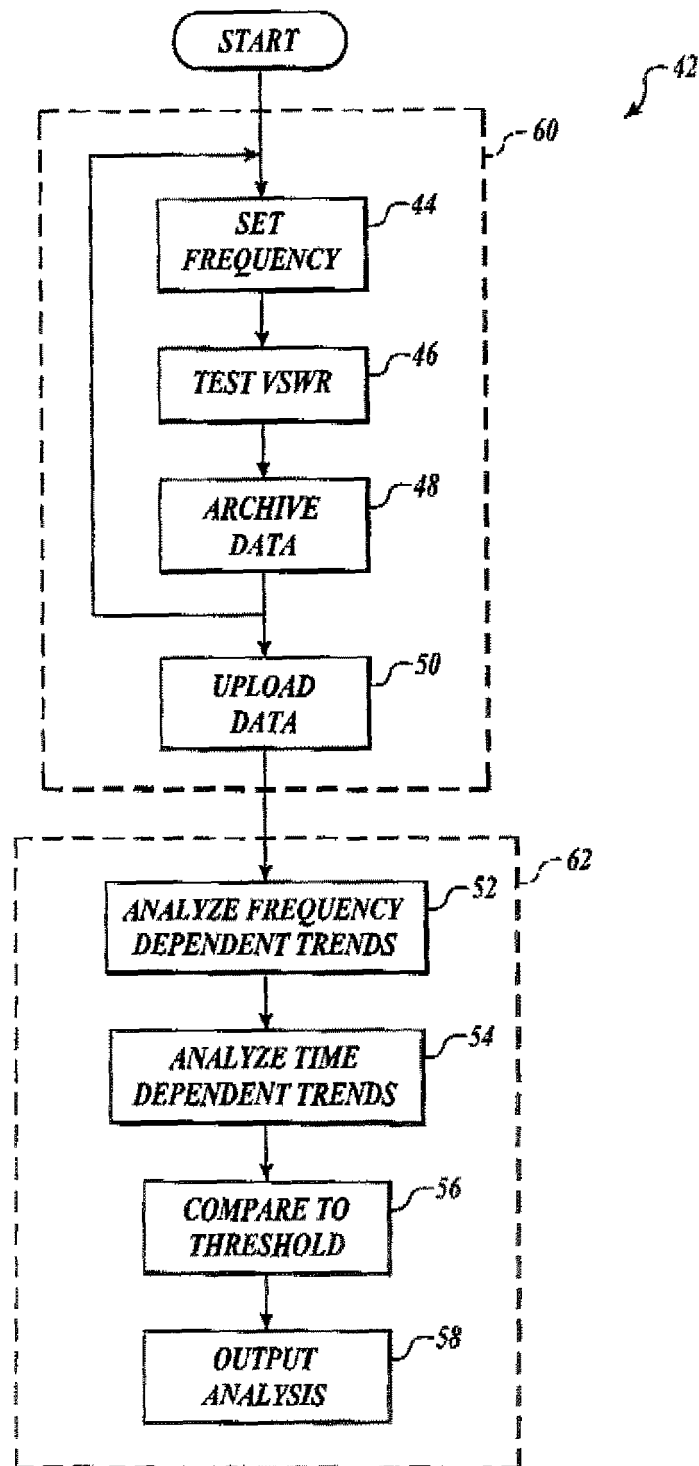 START
42
60
SET
FREQUENCY
44
TEST VSWR
46
ARCHIVE
DATA
48
UPLOAD
DATA
50
62
ANALYZE FREQUENCY
DEPENDENT TRENDS
52
ANALYZE TIME
DEPENDENT TRENDS
54
COMPARE TO
THRESHOLD
56
OUTPUT
ANALYSIS
58